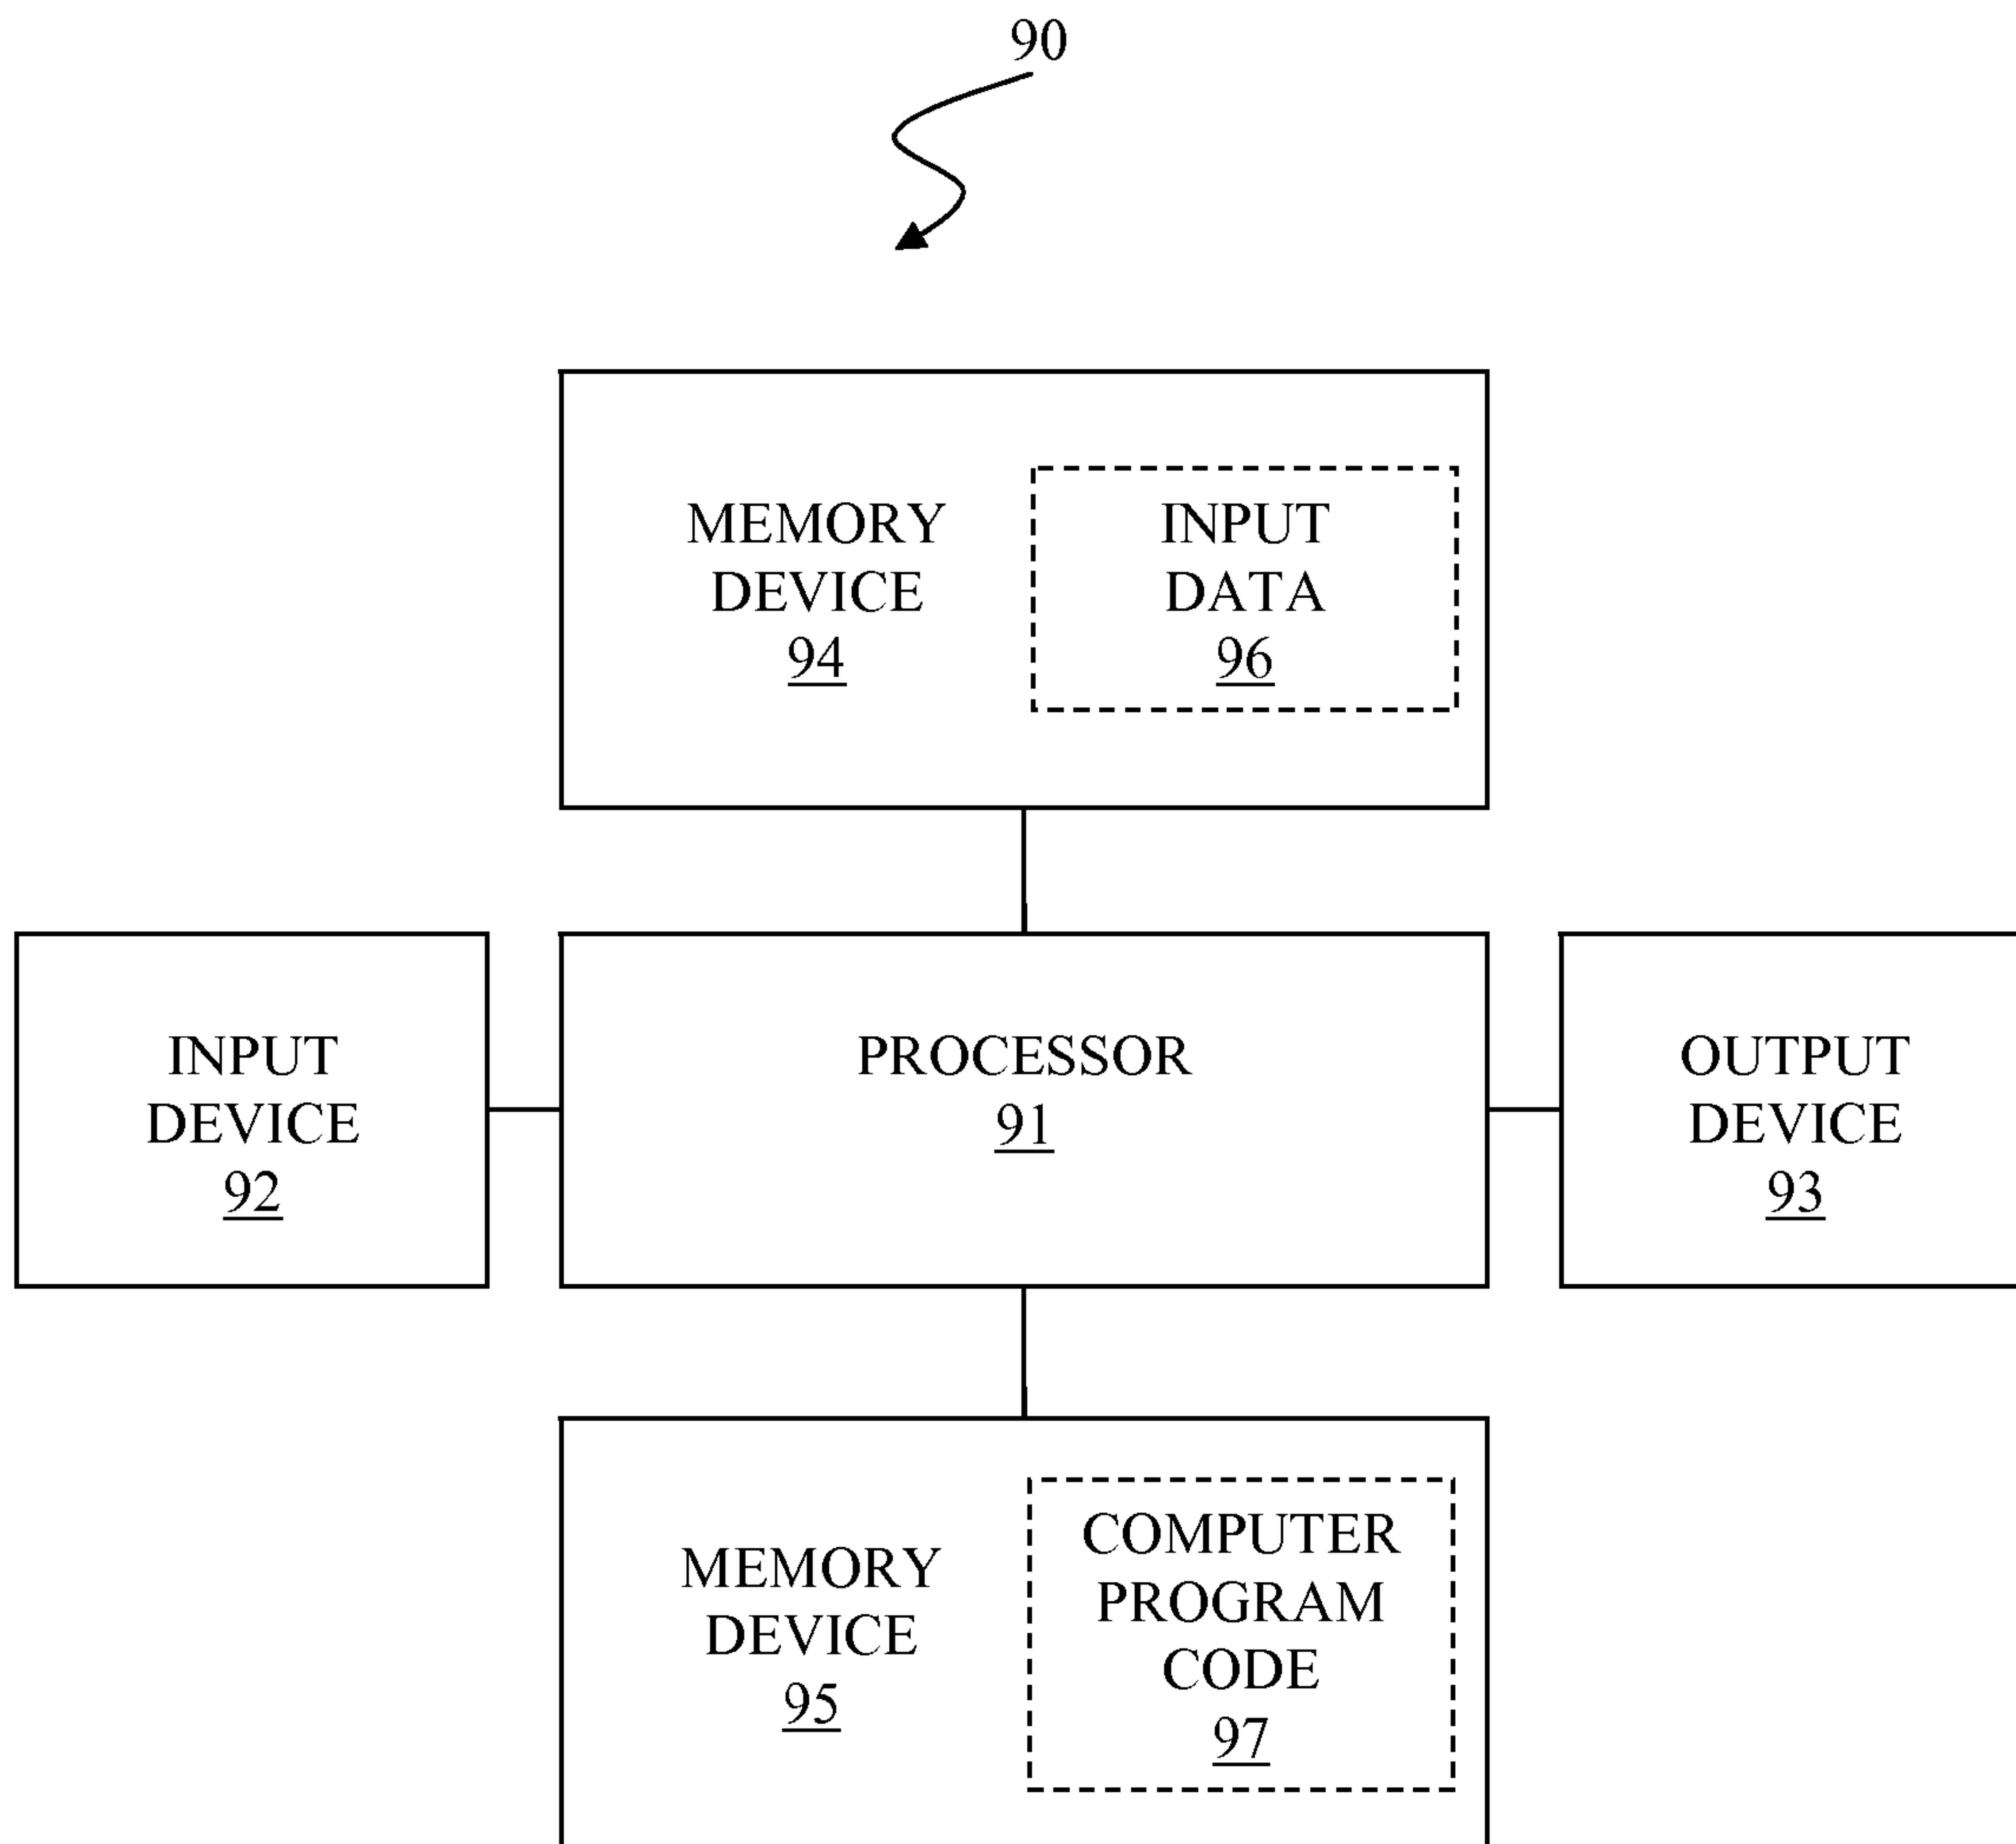 90
MEMORY
DEVICE
94
INPUT
DATA
96
INPUT
DEVICE
92
PROCESSOR
91
OUTPUT
DEVICE
93
MEMORY
DEVICE
95
COMPUTER
PROGRAM
CODE
97